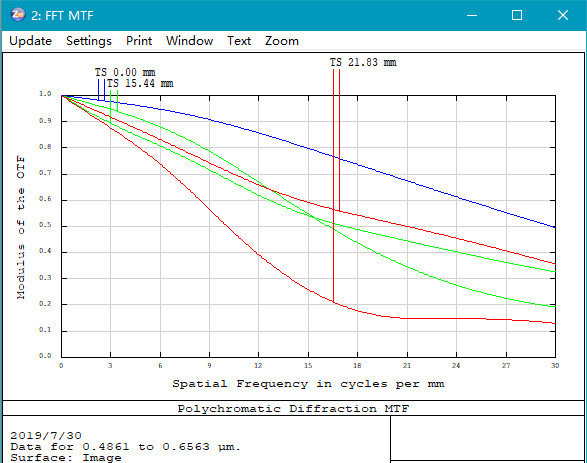 2: FFT MTF
Update Settings Print Window Text Zoom
TS 21.83 mm
TS 0.00 mm
TS 15.44 mm
1.0
0.9
0.8
0.7
0.6
0.5
0.4
0.3
0.2
0.1
0.0
Modulus of the OTF
0 3 6 9 12 15 18 21 24 27 30
Spatial Frequency in cycles per mm
Polychromatic Diffraction MTF
2019/7/30
Data for 0.4861 to 0.6563 µm.
Surface: Image